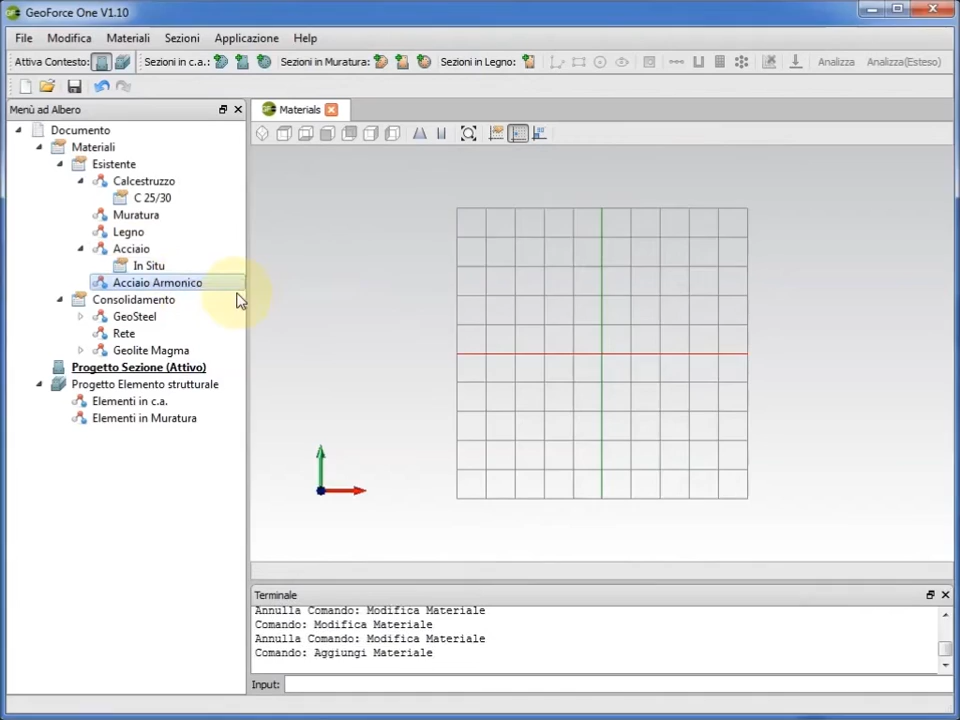 GeoForce One V1.10
File Modifica Materiali Sezioni Applicazione Help
Attiva Contesto: Sezioni in c.a.: Sezioni in Muratura: Sezioni in Legno: Analizza Analizza(Esteso)
Menù ad Albero
Materials
Documento
Materiali
Esistente
Calcestruzzo
C 25/30
Muratura
Legno
Acciaio
In Situ
Acciaio Armonico
Consolidamento
GeoSteel
Rete
Geolite Magma
Progetto Sezione (Attivo)
Progetto Elemento strutturale
Elementi in c.a.
Elementi in Muratura
Terminale
Annulla Comando: Modifica Materiale
Comando: Modifica Materiale
Annulla Comando: Modifica Materiale
Comando: Aggiungi Materiale
Input: